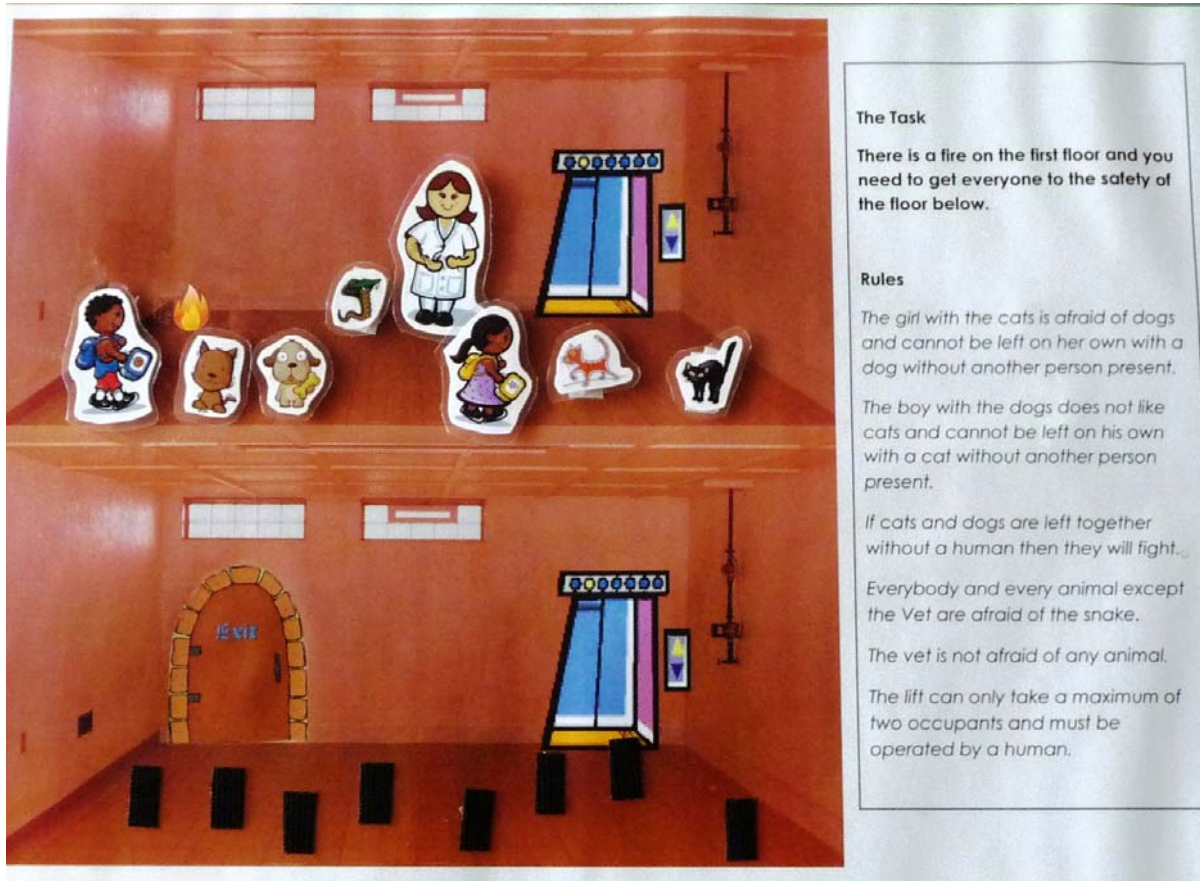 The Task
There is a fire on the first floor and you
need to get everyone to the safety of
the floor below.
Rules
The girl with the cats is afraid of dogs
and cannot be left on her own with a
dog without another person present.
The boy with the dogs does not like
cats and cannot be left on his own
with a cat without another person
present.
If cats and dogs are left together
without a human then they will fight.
Everybody and every animal except
the Vet are afraid of the snake.
The vet is not afraid of any animal.
The lift can only take a maximum of
two occupants and must be
operated by a human.
Exit